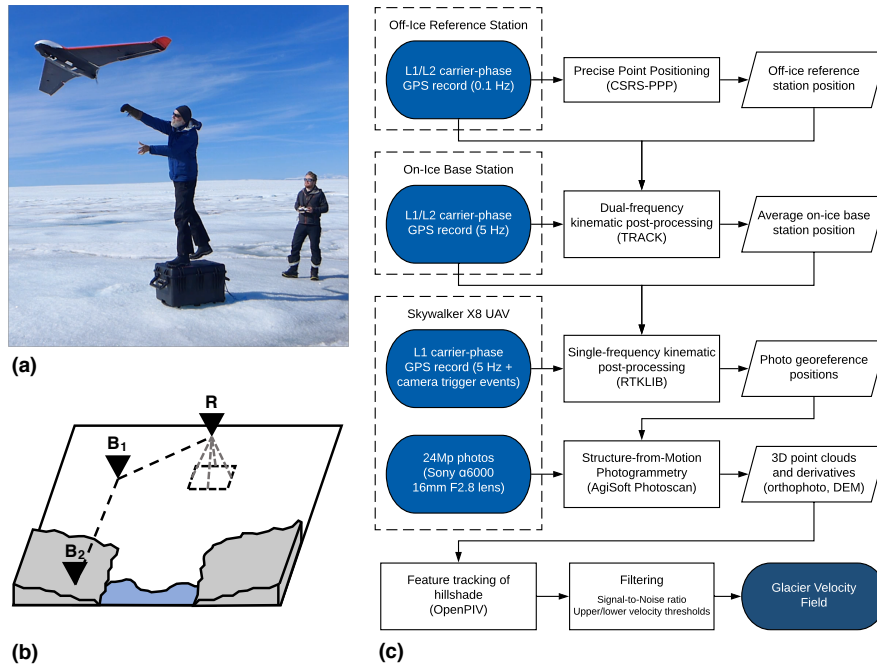 (a)
R
B1
B2
(b)
Off-Ice Reference Station
L1/L2 carrier-phase
GPS record (0.1 Hz)
Precise Point Positioning
(CSRS-PPP)
Off-ice reference
station position
On-Ice Base Station
L1/L2 carrier-phase
GPS record (5 Hz)
Dual-frequency
kinematic post-processing
(TRACK)
Average on-ice base
station position
Skywalker X8 UAV
L1 carrier-phase
GPS record (5 Hz +
camera trigger events)
Single-frequency kinematic
post-processing
(RTKLIB)
Photo georeference
positions
24Mp photos
(Sony α6000
16mm F2.8 lens)
Structure-from-Motion
Photogrammetry
(AgiSoft Photoscan)
3D point clouds
and derivatives
(orthophoto, DEM)
Feature tracking of
hillshade
(OpenPIV)
Filtering
Signal-to-Noise ratio
Upper/lower velocity thresholds
Glacier Velocity
Field
(c)